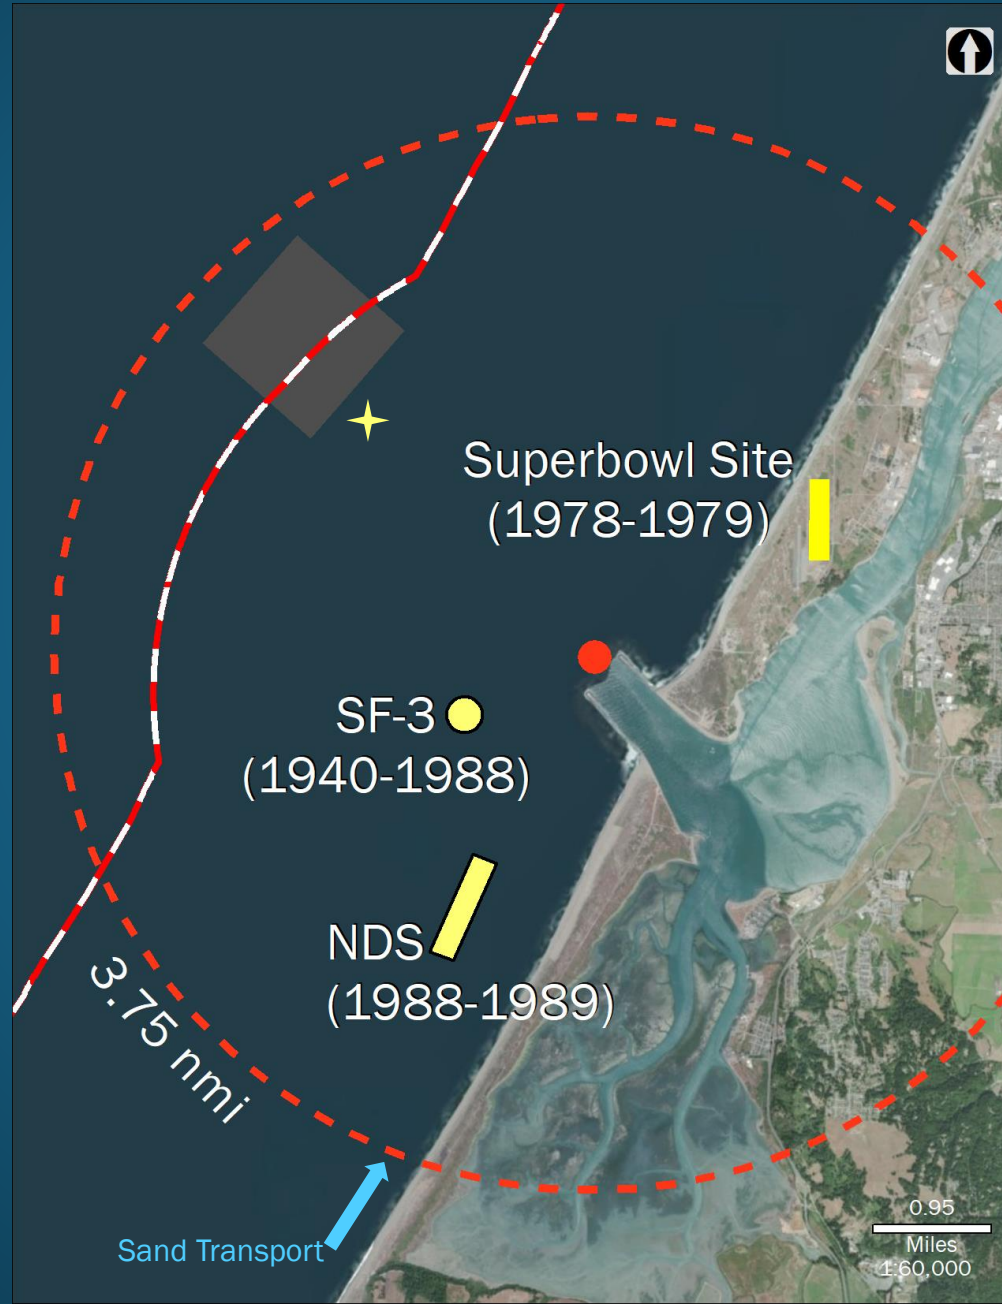 Superbowl Site
(1978-1979)
SF-3
(1940-1988)
NDS
(1988-1989)
3.75 nmi
Sand Transport
0.95
Miles
1:60,000